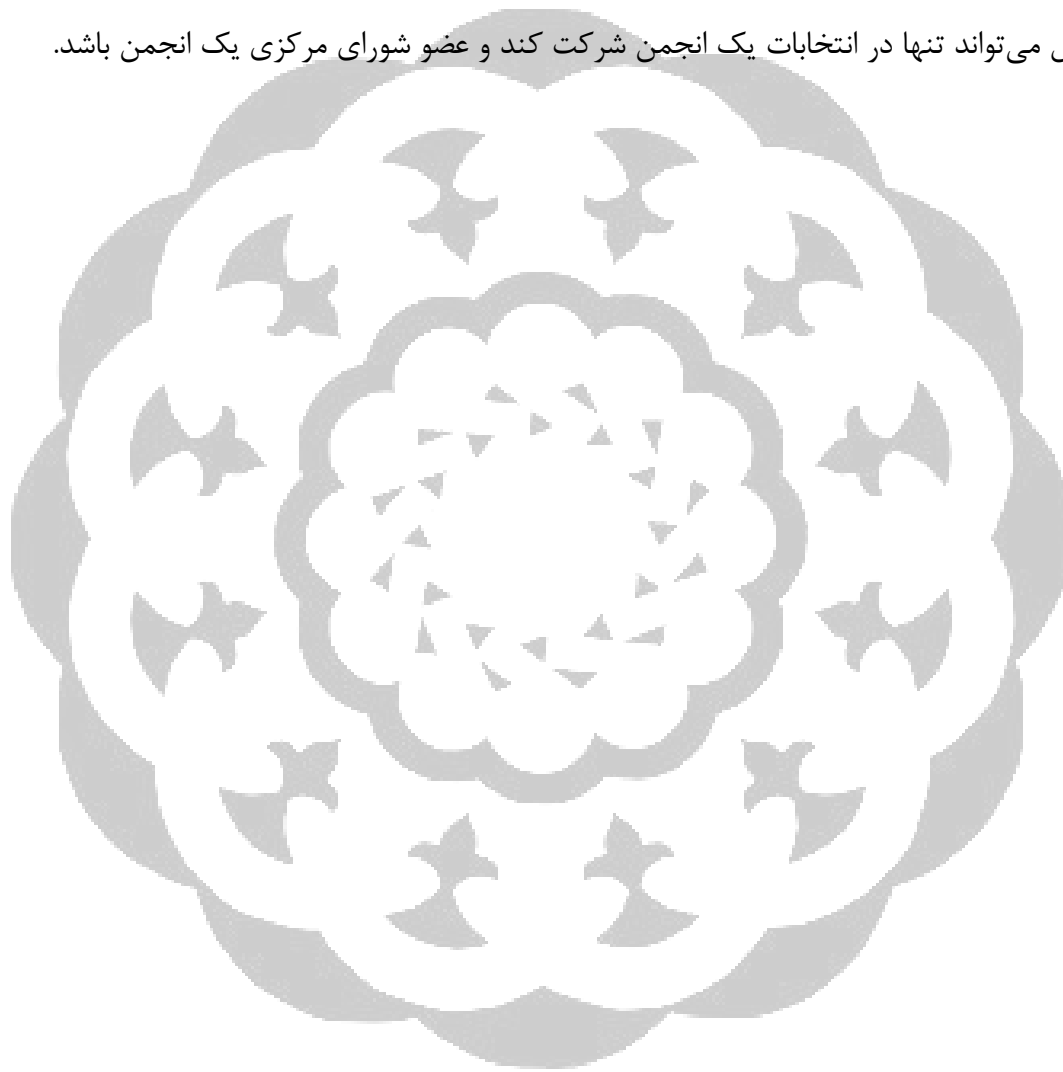 می‌تواند تنها در انتخابات یک انجمن شرکت کند و عضو شورای مرکزی یک انجمن باشد.